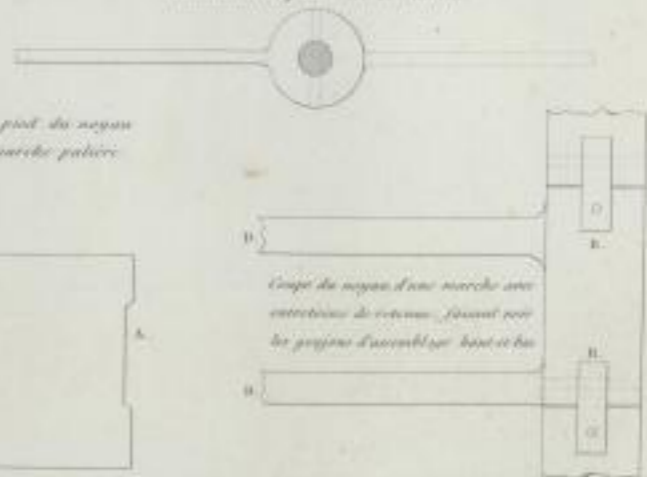 pied du noyau
marche palière
D.
Coupe du noyau d'une marche avec
entretoises de retenue, faisant voir
les goujons d'assemblage haut et bas
A.
D
R.
R.
G